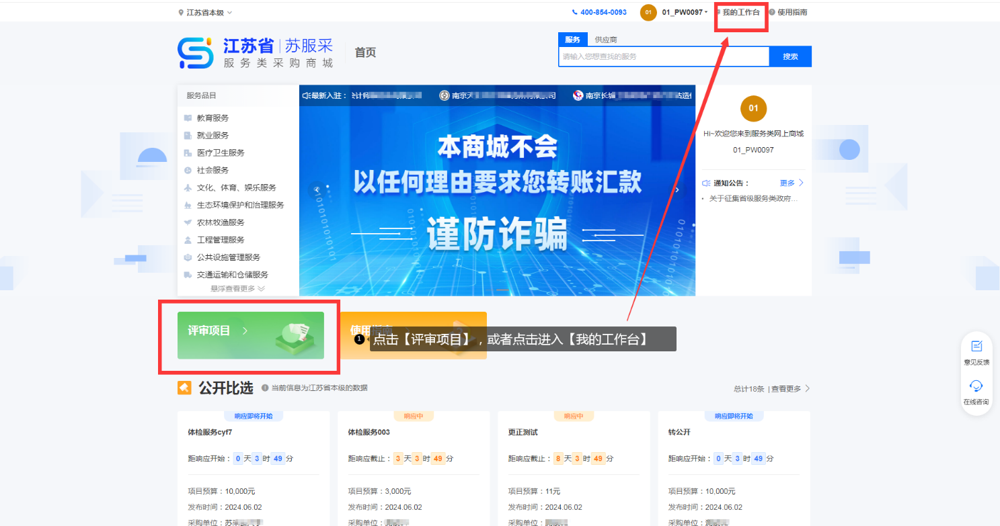 江苏省本级
400-854-0093
01
01_PW0097
我的工作台
使用指南
江苏省
苏服采
服务类采购商城
首页
服务
供应商
请输入您想查找的服务
搜索
服务品目
教育服务
就业服务
医疗卫生服务
社会服务
文化、体育、娱乐服务
生态环境保护和治理服务
农林牧渔服务
工程管理服务
公共设施管理服务
交通运输和仓储服务
悬浮查看更多
最新入驻：
南京天
南京长城
本商城不会
以任何理由要求您转账汇款
谨防诈骗
01
Hi~欢迎您来到服务类网上商城
01_PW0097
通知公告：
更多
· 关于征集省级服务类政府...
评审项目
使用指南
1 点击【评审项目】，或者点击进入【我的工作台】
公开比选
当前信息为江苏省本级的数据
总计18条 | 查看更多
意见反馈
在线咨询
响应即将开始
体检服务cyf7
距响应开始：0天3时49分
项目预算：10,000元
发布时间：2024.06.02
采购单位：苏采
响应中
体检服务003
距响应截止：3天3时49分
项目预算：3,000元
发布时间：2024.06.02
采购单位：
响应中
更正测试
距响应截止：8天3时49分
项目预算：11元
发布时间：2024.06.02
采购单位：
响应即将开始
转公开
距响应开始：0天3时49分
项目预算：10,000元
发布时间：2024.06.02
采购单位：